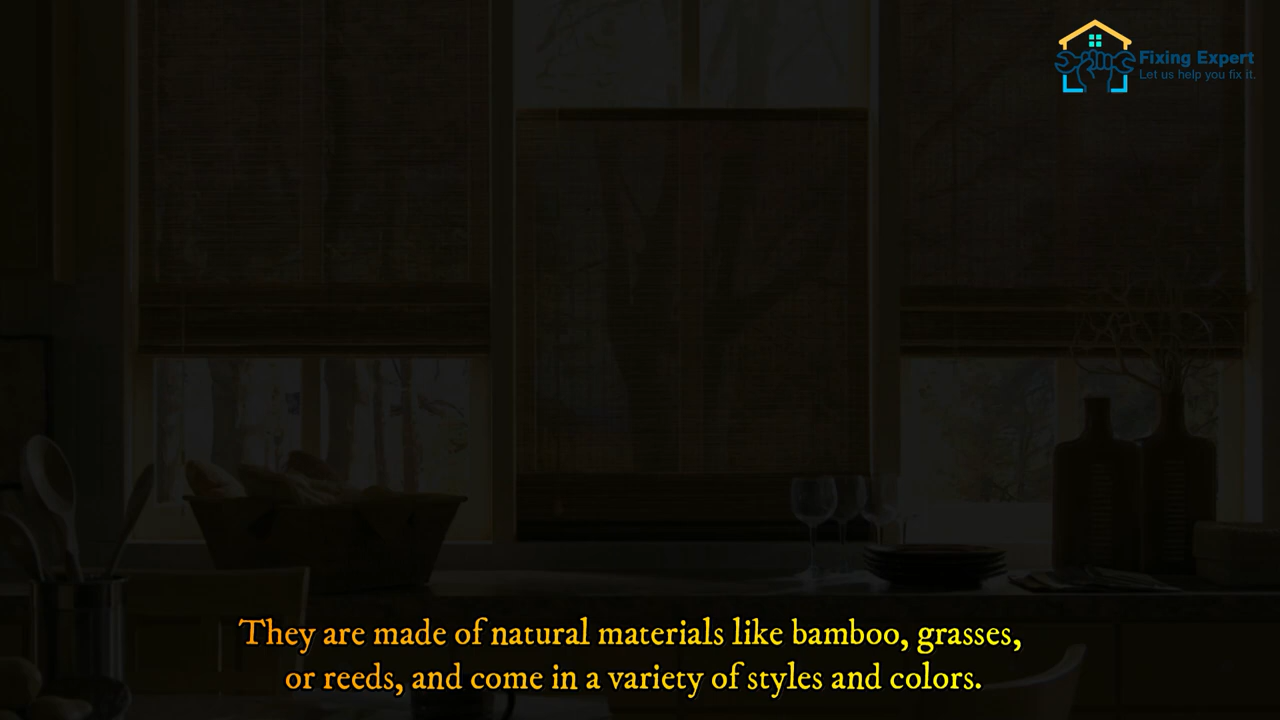 Fixing Expert
Let us help you fix it.
They are made of natural materials like bamboo, grasses,
or reeds, and come in a variety of styles and colors.